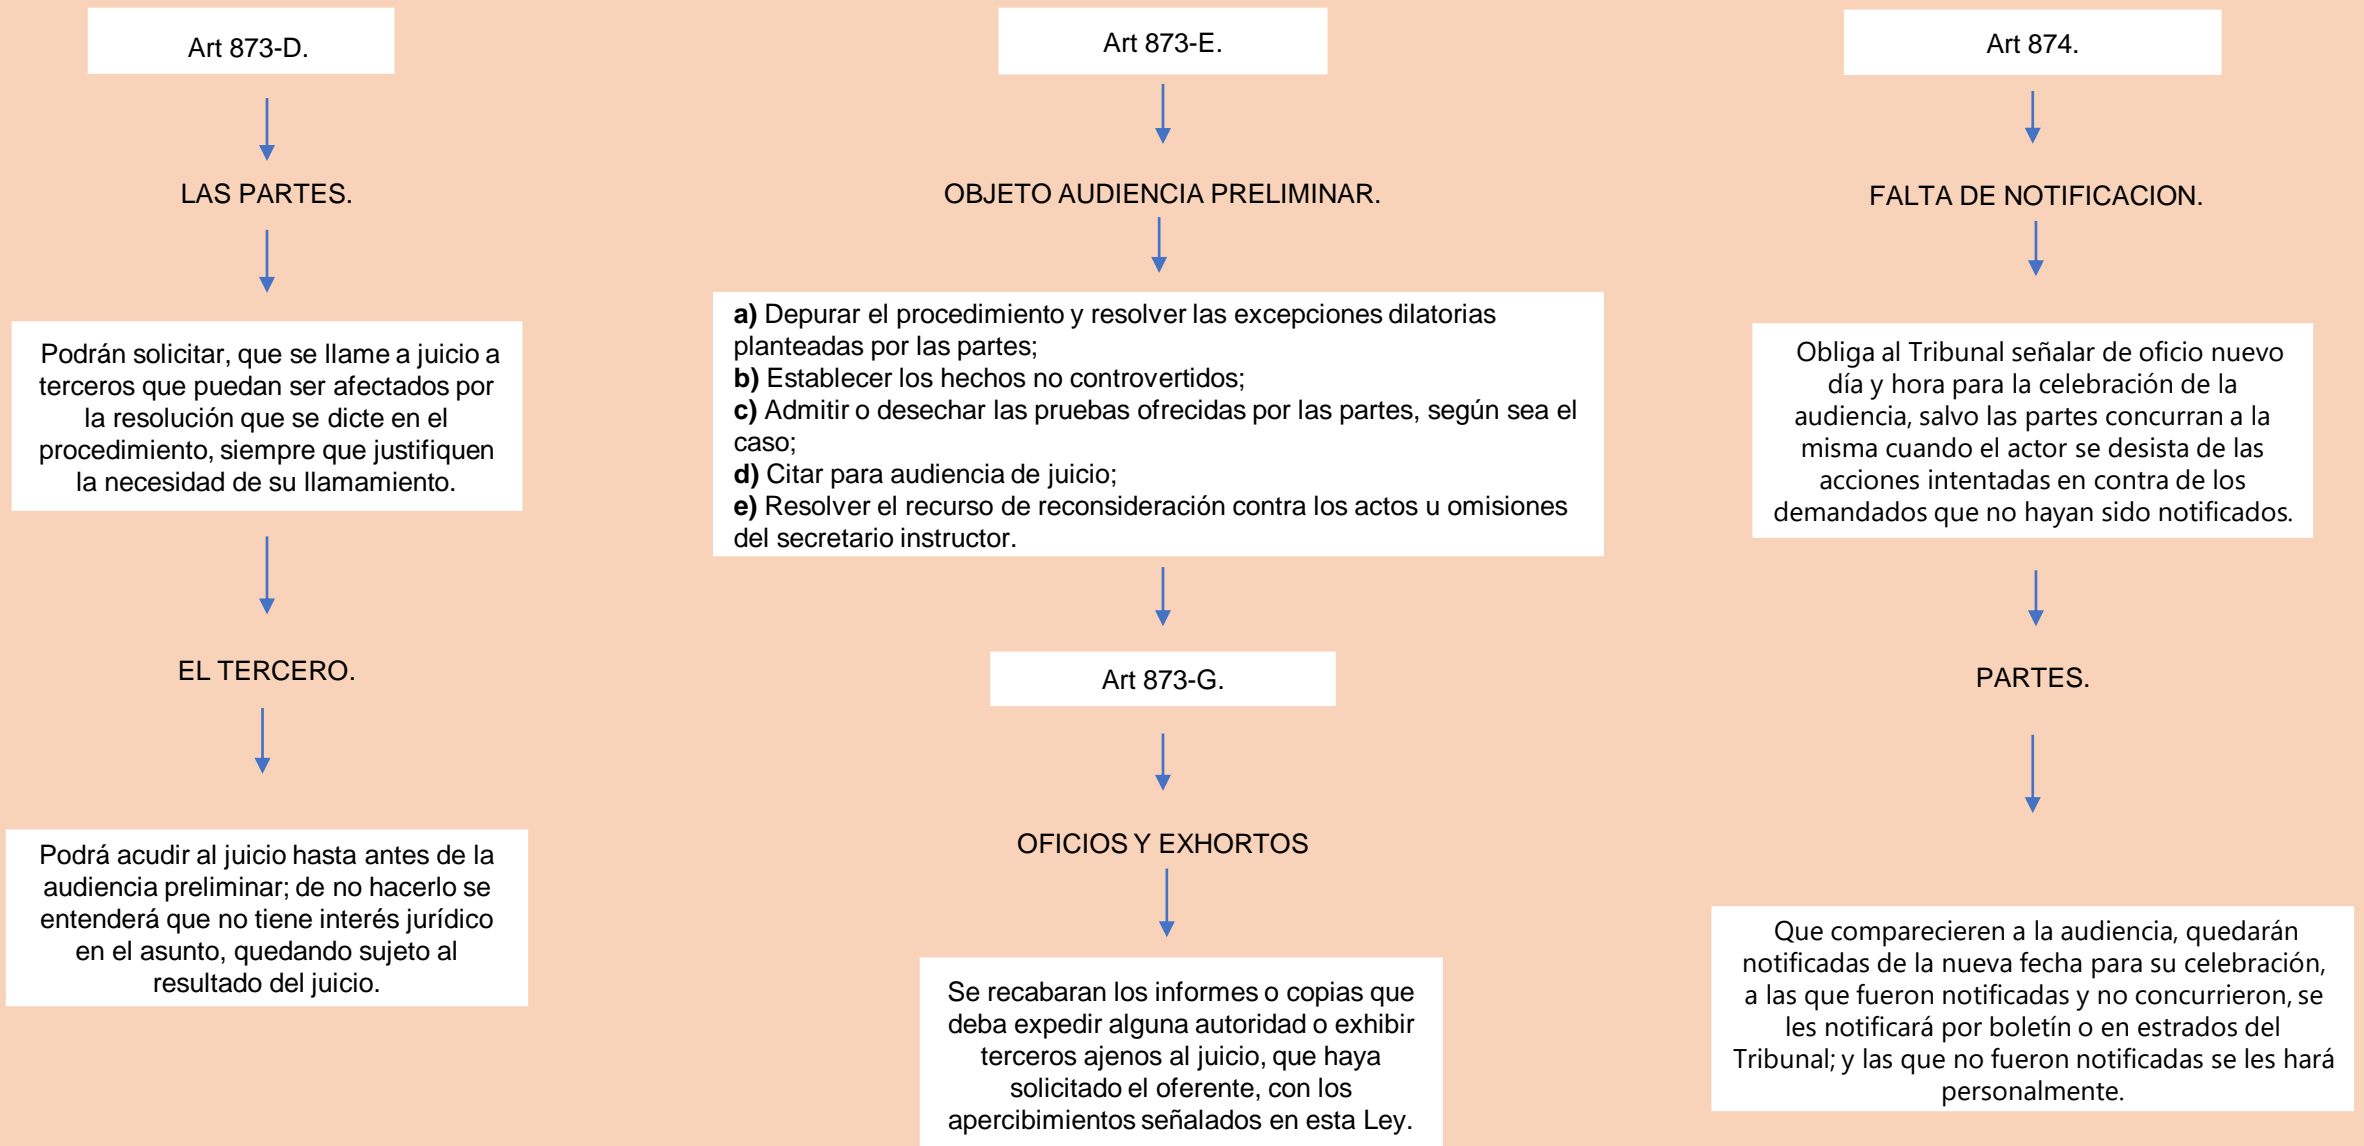 Art 873-D.
LAS PARTES.
Podrán solicitar, que se llame a juicio a
terceros que puedan ser afectados por
la resolución que se dicte en el
procedimiento, siempre que justifiquen
la necesidad de su llamamiento.
EL TERCERO.
Podrá acudir al juicio hasta antes de la
audiencia preliminar; de no hacerlo se
entenderá que no tiene interés jurídico
en el asunto, quedando sujeto al
resultado del juicio.
Art 873-E.
OBJETO AUDIENCIA PRELIMINAR.
a) Depurar el procedimiento y resolver las excepciones dilatorias
planteadas por las partes;
b) Establecer los hechos no controvertidos;
c) Admitir o desechar las pruebas ofrecidas por las partes, según sea el
caso;
d) Citar para audiencia de juicio;
e) Resolver el recurso de reconsideración contra los actos u omisiones
del secretario instructor.
Art 873-G.
OFICIOS Y EXHORTOS
Se recabaran los informes o copias que
deba expedir alguna autoridad o exhibir
terceros ajenos al juicio, que haya
solicitado el oferente, con los
apercibimientos señalados en esta Ley.
Art 874.
FALTA DE NOTIFICACION.
Obliga al Tribunal señalar de oficio nuevo
día y hora para la celebración de la
audiencia, salvo las partes concurran a la
misma cuando el actor se desista de las
acciones intentadas en contra de los
demandados que no hayan sido notificados.
PARTES.
Que comparecieren a la audiencia, quedarán
notificadas de la nueva fecha para su celebración,
a las que fueron notificadas y no concurrieron, se
les notificará por boletín o en estrados del
Tribunal; y las que no fueron notificadas se les hará
personalmente.